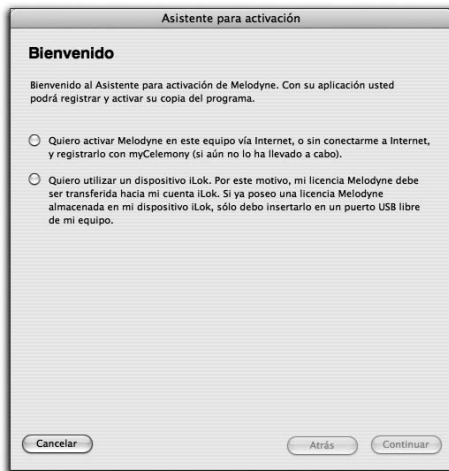 Asistente para activación
Bienvenido
Bienvenido al Asistente para activación de Melodyne. Con su aplicación usted
podrá registrar y activar su copia del programa.
Quiero activar Melodyne en este equipo vía Internet, o sin conectarme a Internet,
y registrarlo con myCelemony (si aún no lo ha llevado a cabo).
Quiero utilizar un dispositivo iLok. Por este motivo, mi licencia Melodyne debe
ser transferida hacia mi cuenta iLok. Si ya poseo una licencia Melodyne
almacenada en mi dispositivo iLok, sólo debo insertarlo en un puerto USB libre
de mi equipo.
Cancelar
Atrás
Continuar